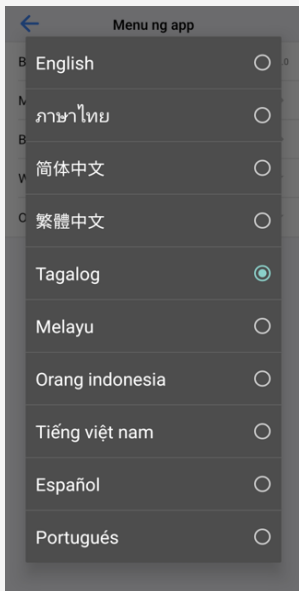 Menu ng app
English
ภาษาไทย
简体中文
繁體中文
Tagalog
Melayu
Orang indonesia
Tiếng việt nam
Español
Portugués